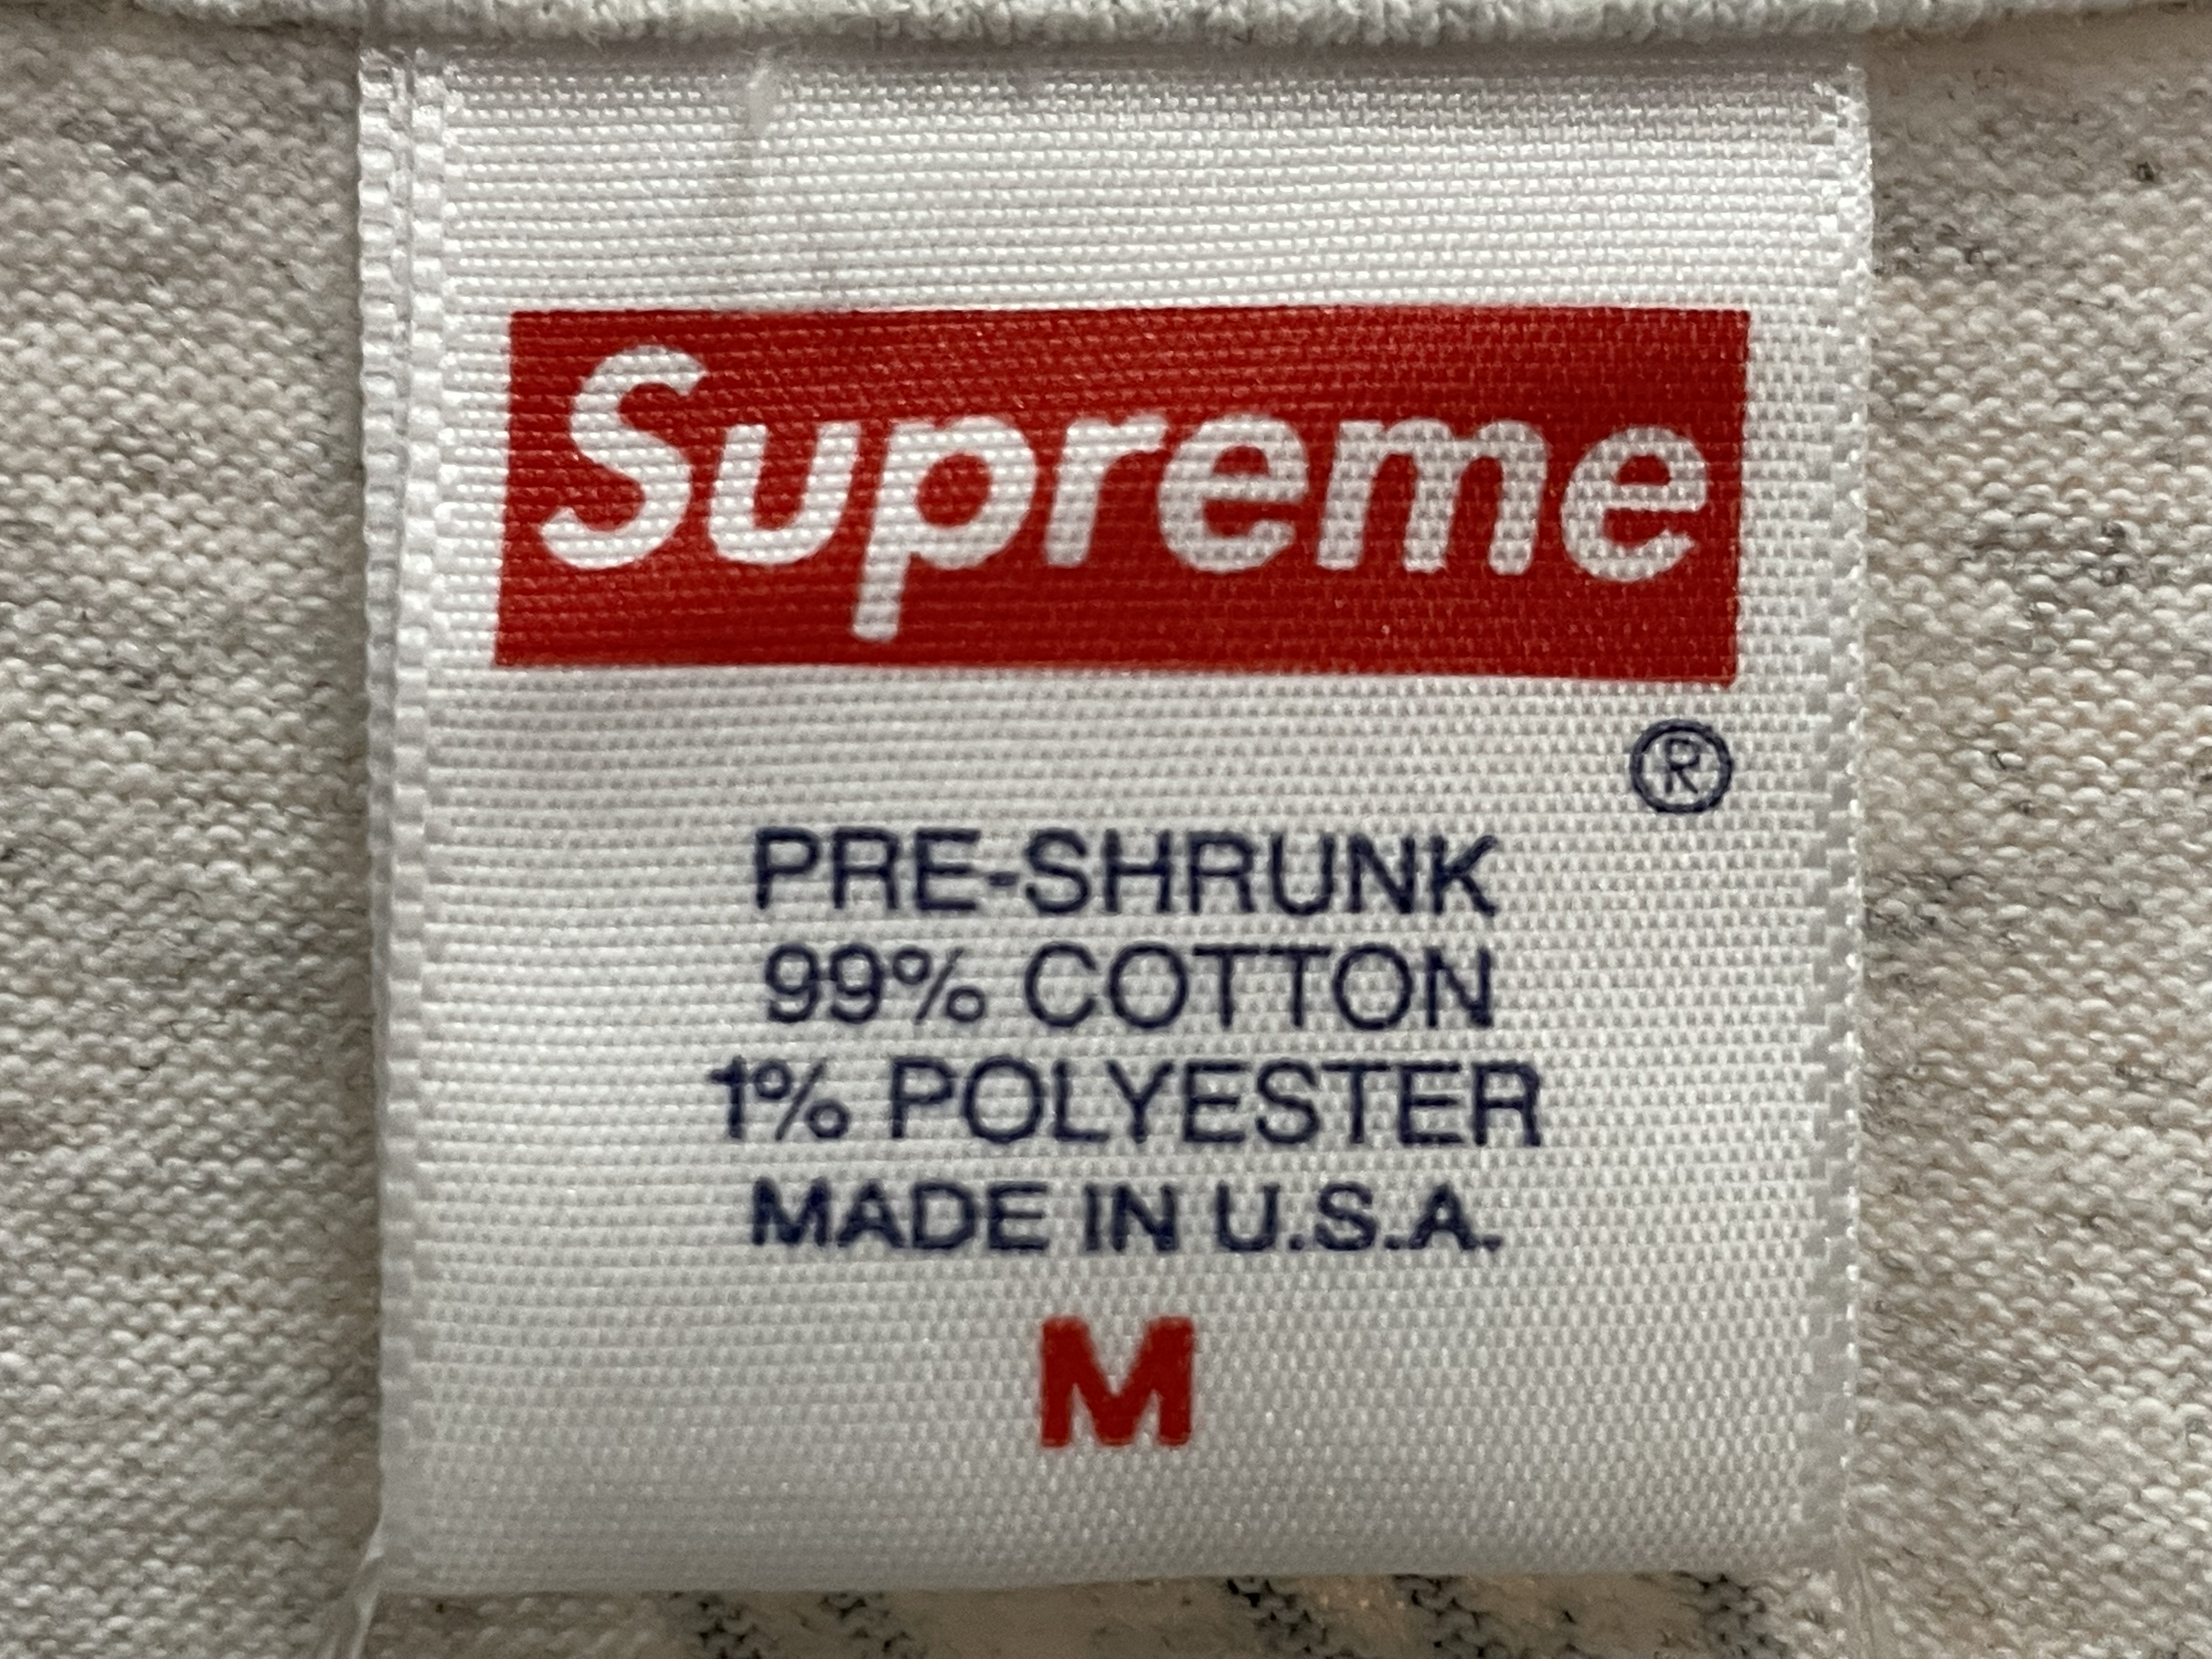 Supreme
®
PRE-SHRUNK
99% COTTON
1% POLYESTER
MADE IN U.S.A.
M